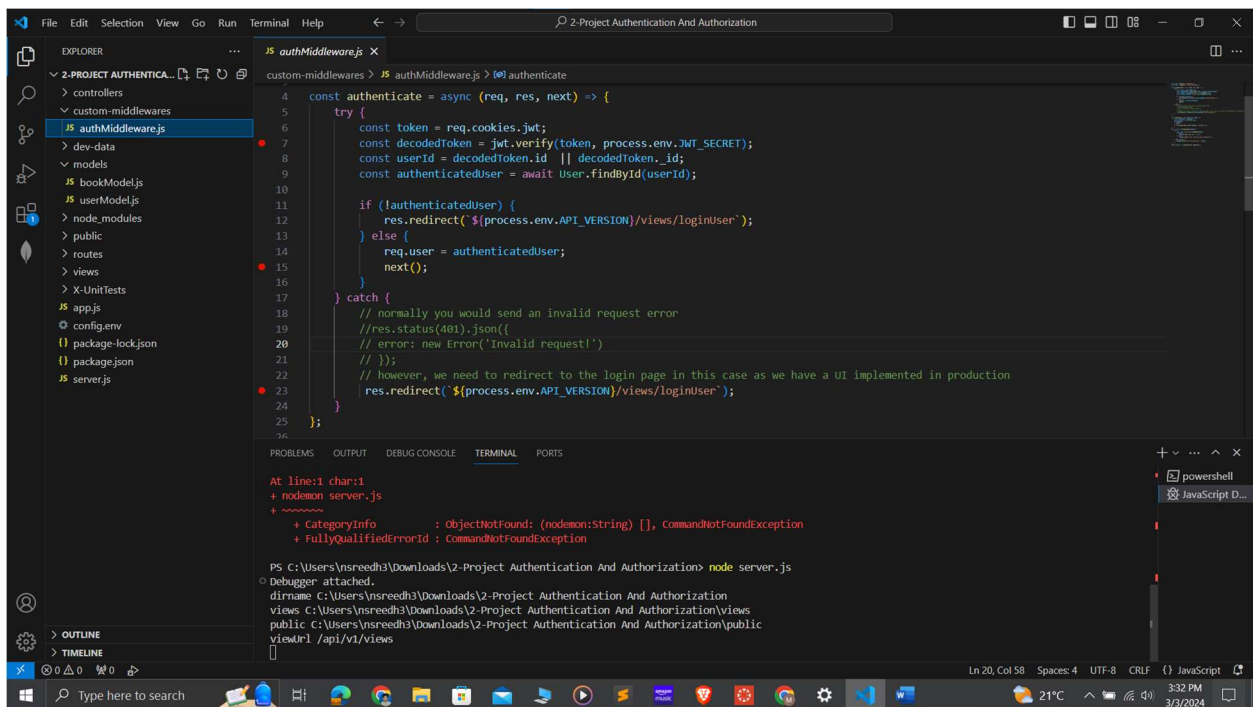 File Edit Selection View Go Run Terminal Help
2-Project Authentication And Authorization
EXPLORER
2-PROJECT AUTHENTICA...
controllers
custom-middlewares
JS authMiddleware.js
dev-data
models
JS bookModel.js
JS userModel.js
node_modules
public
routes
views
X-UnitTests
JS app.js
config.env
{} package-lock.json
{} package.json
JS server.js
OUTLINE
TIMELINE
JS authMiddleware.js
custom-middlewares > JS authMiddleware.js > authenticate
4 const authenticate = async (req, res, next) => {
5 try {
6 const token = req.cookies.jwt;
7 const decodedToken = jwt.verify(token, process.env.JWT_SECRET);
8 const userId = decodedToken.id || decodedToken._id;
9 const authenticatedUser = await User.findById(userId);
10
11 if (!authenticatedUser) {
12 res.redirect(`${process.env.API_VERSION}/views/loginUser`);
13 } else {
14 req.user = authenticatedUser;
15 next();
16 }
17 } catch {
18 // normally you would send an invalid request error
19 //res.status(401).json({
20 // error: new Error('Invalid request!')
21 // });
22 // however, we need to redirect to the login page in this case as we have a UI implemented in production
23 res.redirect(`${process.env.API_VERSION}/views/loginUser`);
24 }
25 };
26
PROBLEMS OUTPUT DEBUG CONSOLE TERMINAL PORTS
powershell
JavaScript D...
At line:1 char:1
+ nodemon server.js
+ ~~~~~~~
+ CategoryInfo : ObjectNotFound: (nodemon:String) [], CommandNotFoundException
+ FullyQualifiedErrorId : CommandNotFoundException
PS C:\Users\nsreedh3\Downloads\2-Project Authentication And Authorization> node server.js
Debugger attached.
dirname C:\Users\nsreedh3\Downloads\2-Project Authentication And Authorization
views C:\Users\nsreedh3\Downloads\2-Project Authentication And Authorization\views
public C:\Users\nsreedh3\Downloads\2-Project Authentication And Authorization\public
viewUrl /api/v1/views
0 0 0 Ln 20, Col 58 Spaces: 4 UTF-8 CRLF {} JavaScript
Type here to search
21°C
3:32 PM
3/3/2024